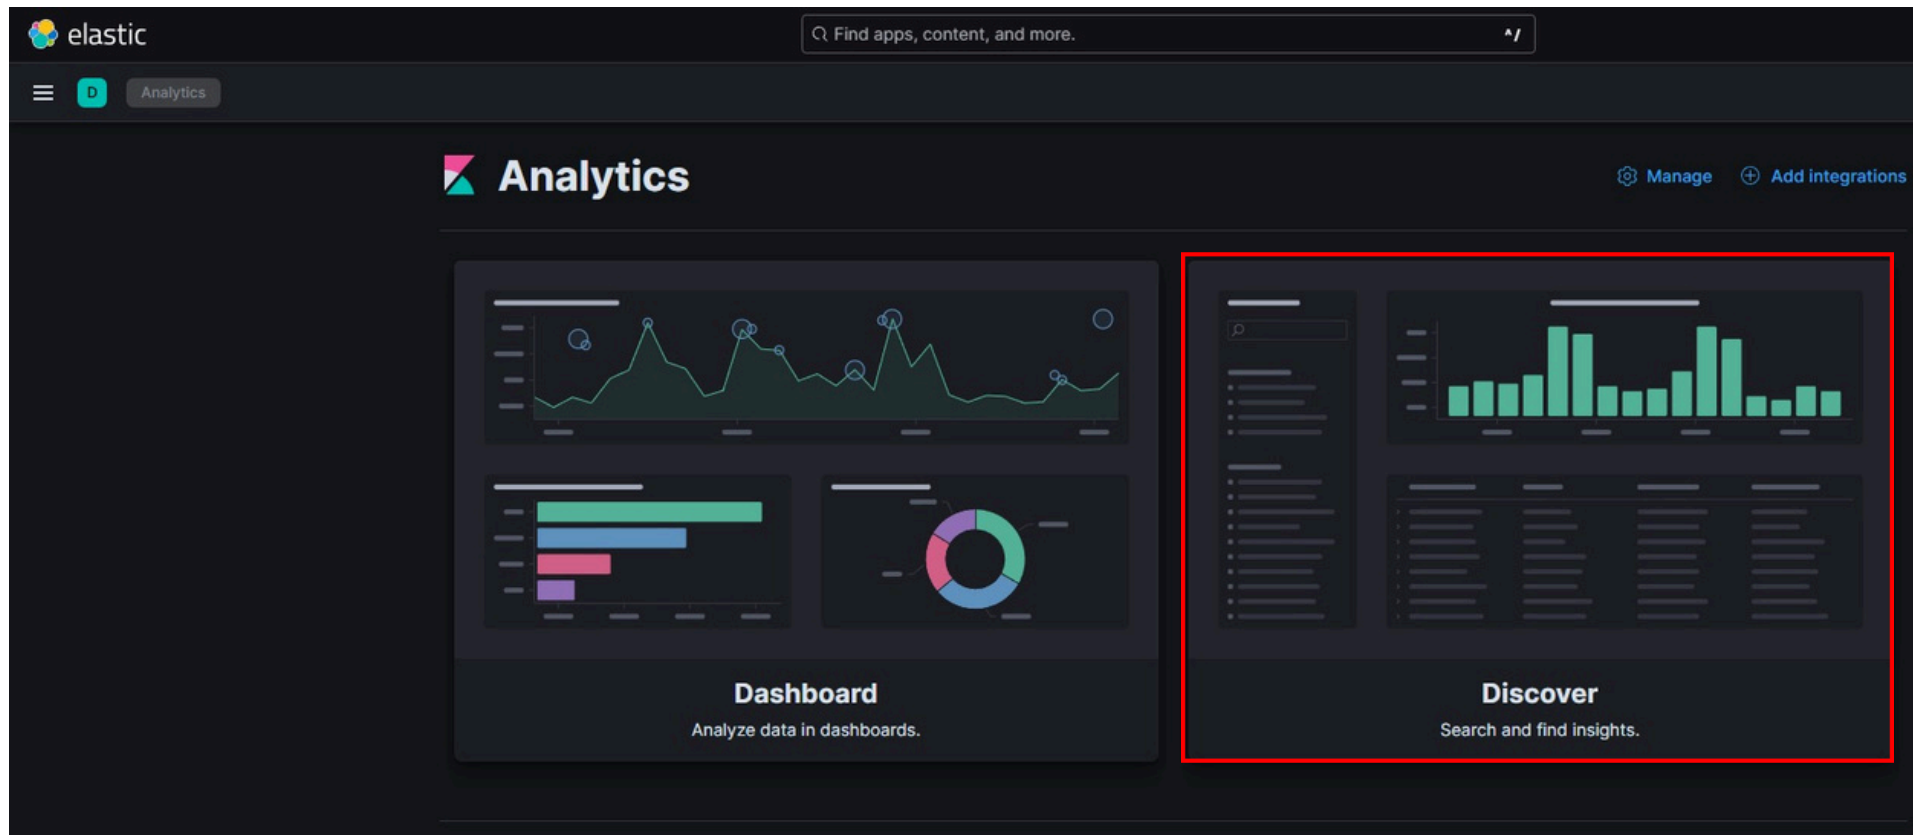 elastic
Find apps, content, and more.
^/
D
Analytics
Analytics
Manage
Add integrations
Dashboard
Analyze data in dashboards.
Discover
Search and find insights.